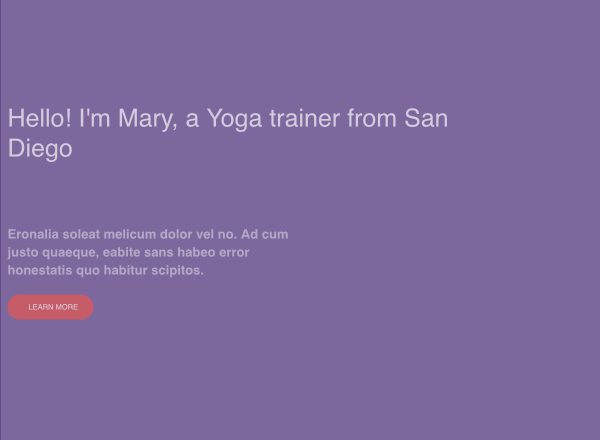 Hello! I'm Mary, a Yoga trainer from San
Diego
Eronalia soleat melicum dolor vel no. Ad cum
justo quaeque, eabite sans habeo error
honestatis quo habitur scipitos.
LEARN MORE